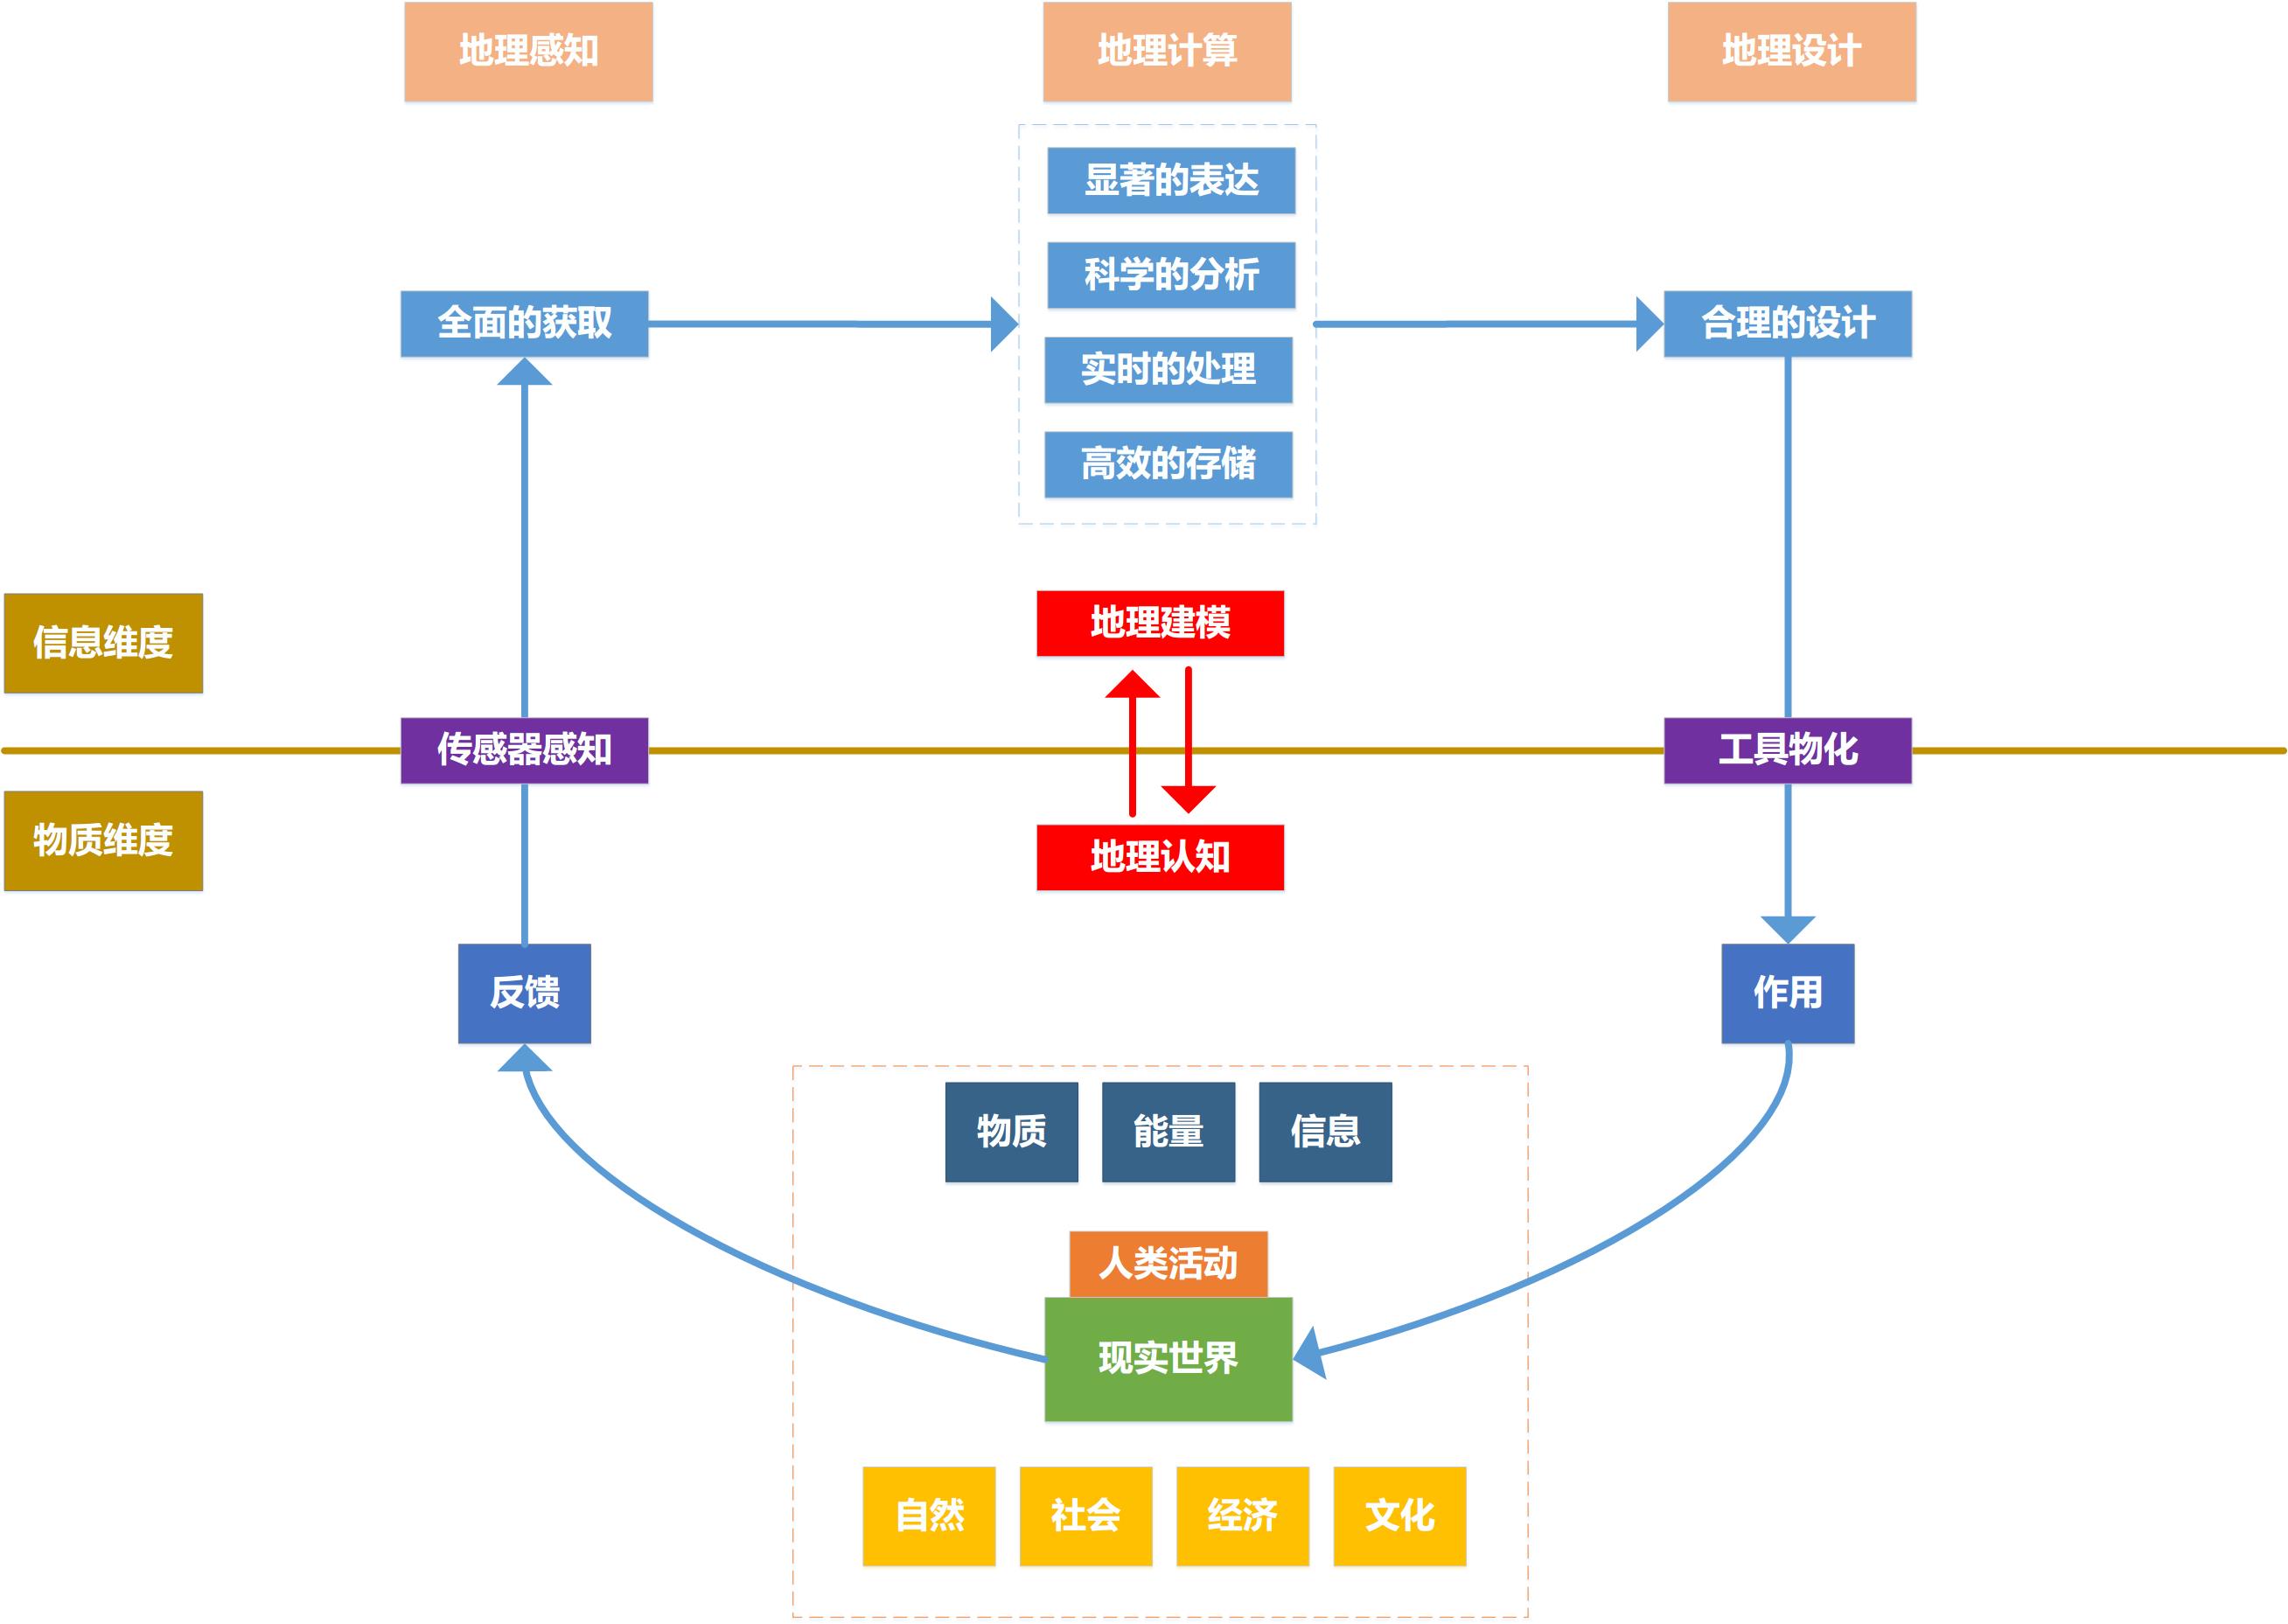 地理感知
地理计算
地理设计
显著的表达
科学的分析
全面的获取
合理的设计
实时的处理
高效的存储
地理建模
信息维度
传感器感知
工具物化
物质维度
地理认知
反馈
作用
物质
能量
信息
人类活动
现实世界
自然
社会
经济
文化